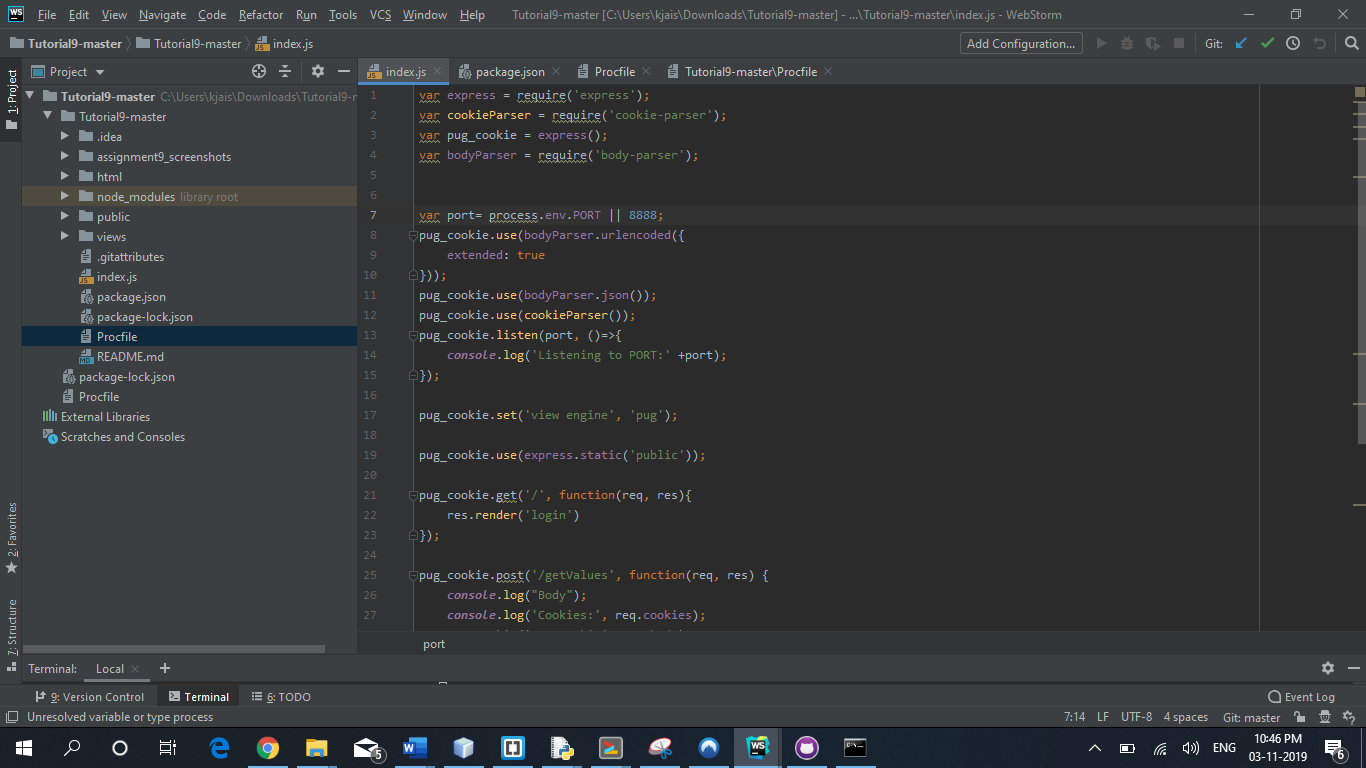 WS File Edit View Navigate Code Refactor Run Tools VCS Window Help Tutorial9-master [C:\Users\kjais\Downloads\Tutorial9-master] - ...\Tutorial9-master\index.js - WebStorm
Tutorial9-master Tutorial9-master index.js Add Configuration... Git:
1: Project
Project
Tutorial9-master C:\Users\kjais\Downloads\Tutorial9-r
Tutorial9-master
.idea
assignment9_screenshots
html
node_modules library root
public
views
.gitattributes
index.js
package.json
package-lock.json
Procfile
README.md
package-lock.json
Procfile
External Libraries
Scratches and Consoles
2: Favorites
7: Structure
index.js package.json Procfile Tutorial9-master\Procfile
1 var express = require('express');
2 var cookieParser = require('cookie-parser');
3 var pug_cookie = express();
4 var bodyParser = require('body-parser');
5
6
7 var port= process.env.PORT || 8888;
8 pug_cookie.use(bodyParser.urlencoded({
9 extended: true
10 }));
11 pug_cookie.use(bodyParser.json());
12 pug_cookie.use(cookieParser());
13 pug_cookie.listen(port, ()=>{
14 console.log('Listening to PORT:' +port);
15 });
16
17 pug_cookie.set('view engine', 'pug');
18
19 pug_cookie.use(express.static('public'));
20
21 pug_cookie.get('/', function(req, res){
22 res.render('login')
23 });
24
25 pug_cookie.post('/getValues', function(req, res) {
26 console.log("Body");
27 console.log('Cookies:', req.cookies);
port
Terminal: Local
9: Version Control Terminal 6: TODO Event Log
Unresolved variable or type process 7:14 LF UTF-8 4 spaces Git: master
5 WS ENG 10:46 PM
03-11-2019 6